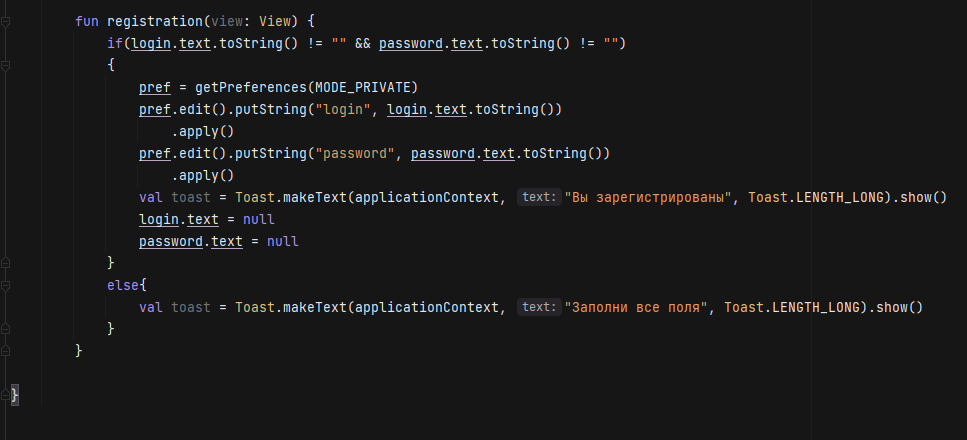 fun registration(view: View) {
if(login.text.toString() != "" && password.text.toString() != "")
{
pref = getPreferences(MODE_PRIVATE)
pref.edit().putString("login", login.text.toString())
.apply()
pref.edit().putString("password", password.text.toString())
.apply()
val toast = Toast.makeText(applicationContext, text: "Вы зарегистрированы", Toast.LENGTH_LONG).show()
login.text = null
password.text = null
}
else{
val toast = Toast.makeText(applicationContext, text: "Заполни все поля", Toast.LENGTH_LONG).show()
}
}
}